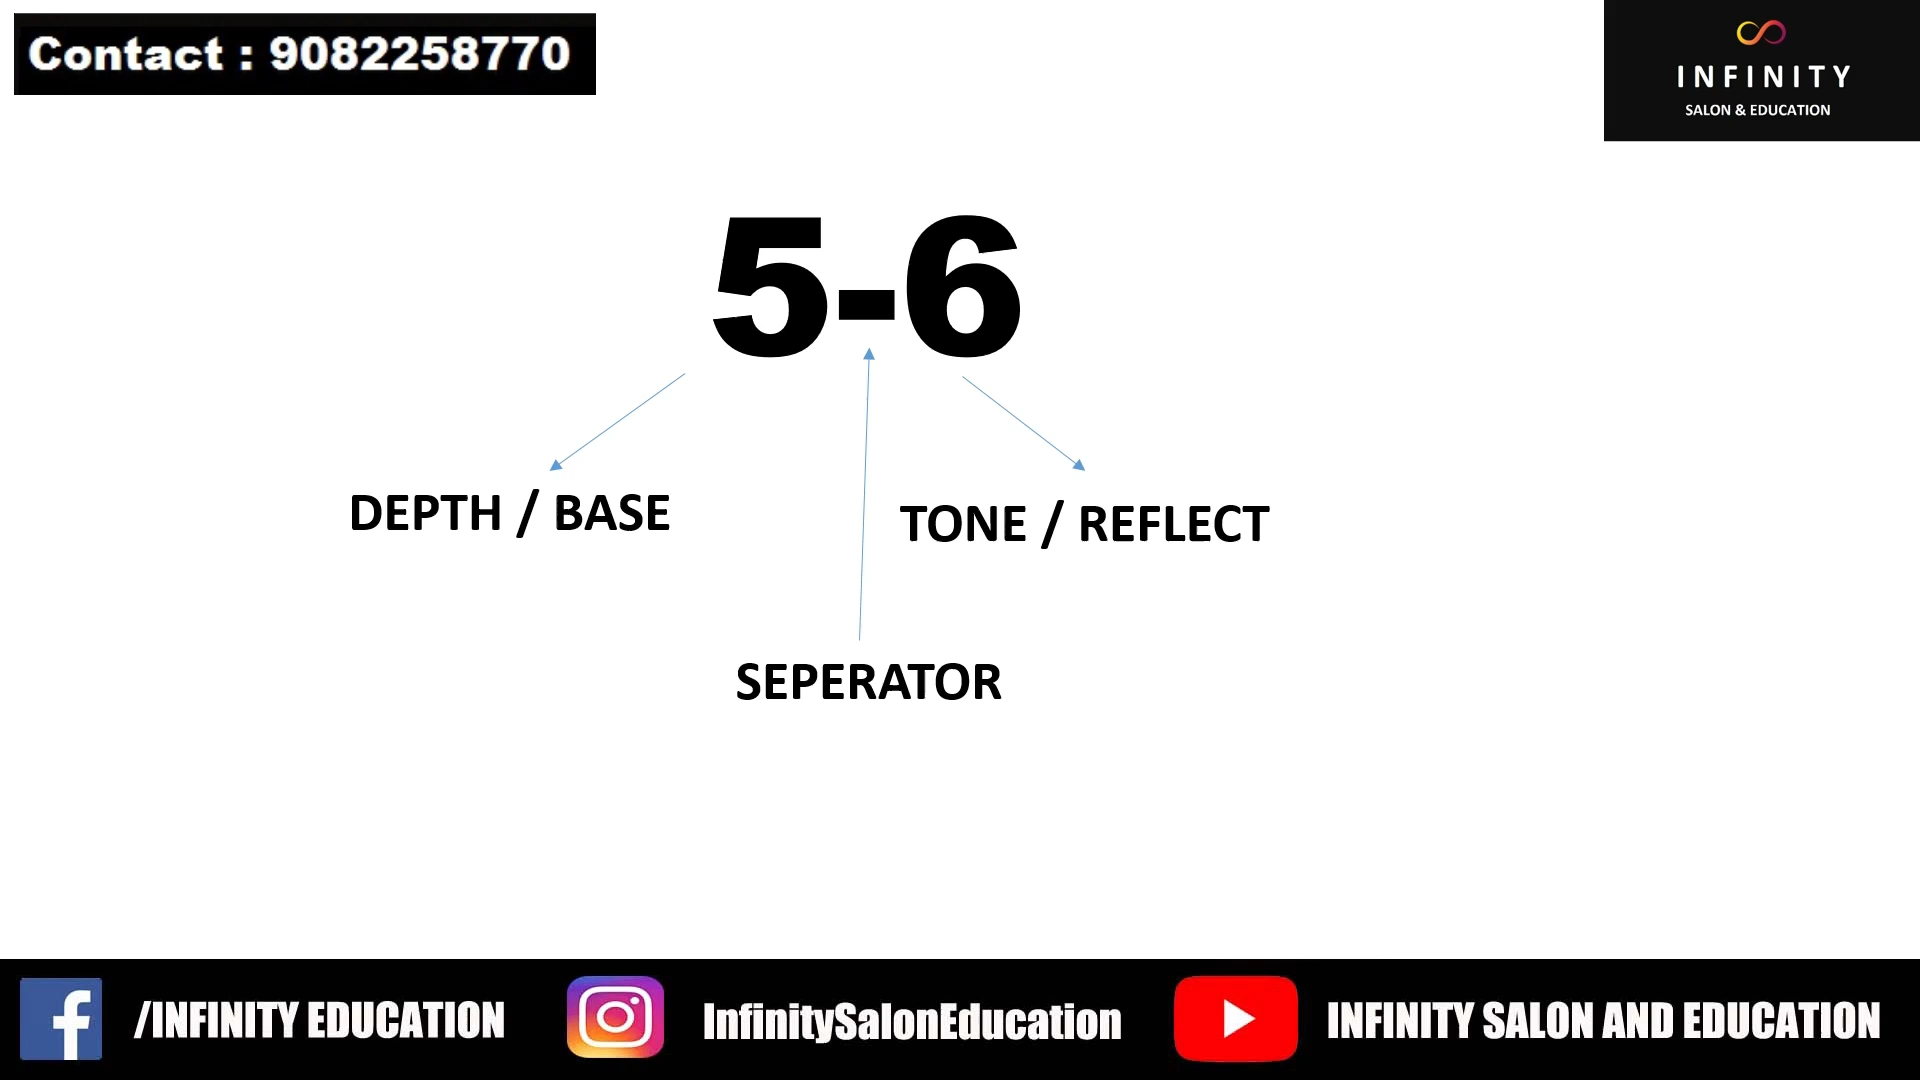 Contact : 9082258770
INFINITY
SALON & EDUCATION
5-6
DEPTH / BASE
TONE / REFLECT
SEPERATOR
/INFINITY EDUCATION
InfinitySalonEducation
INFINITY SALON AND EDUCATION